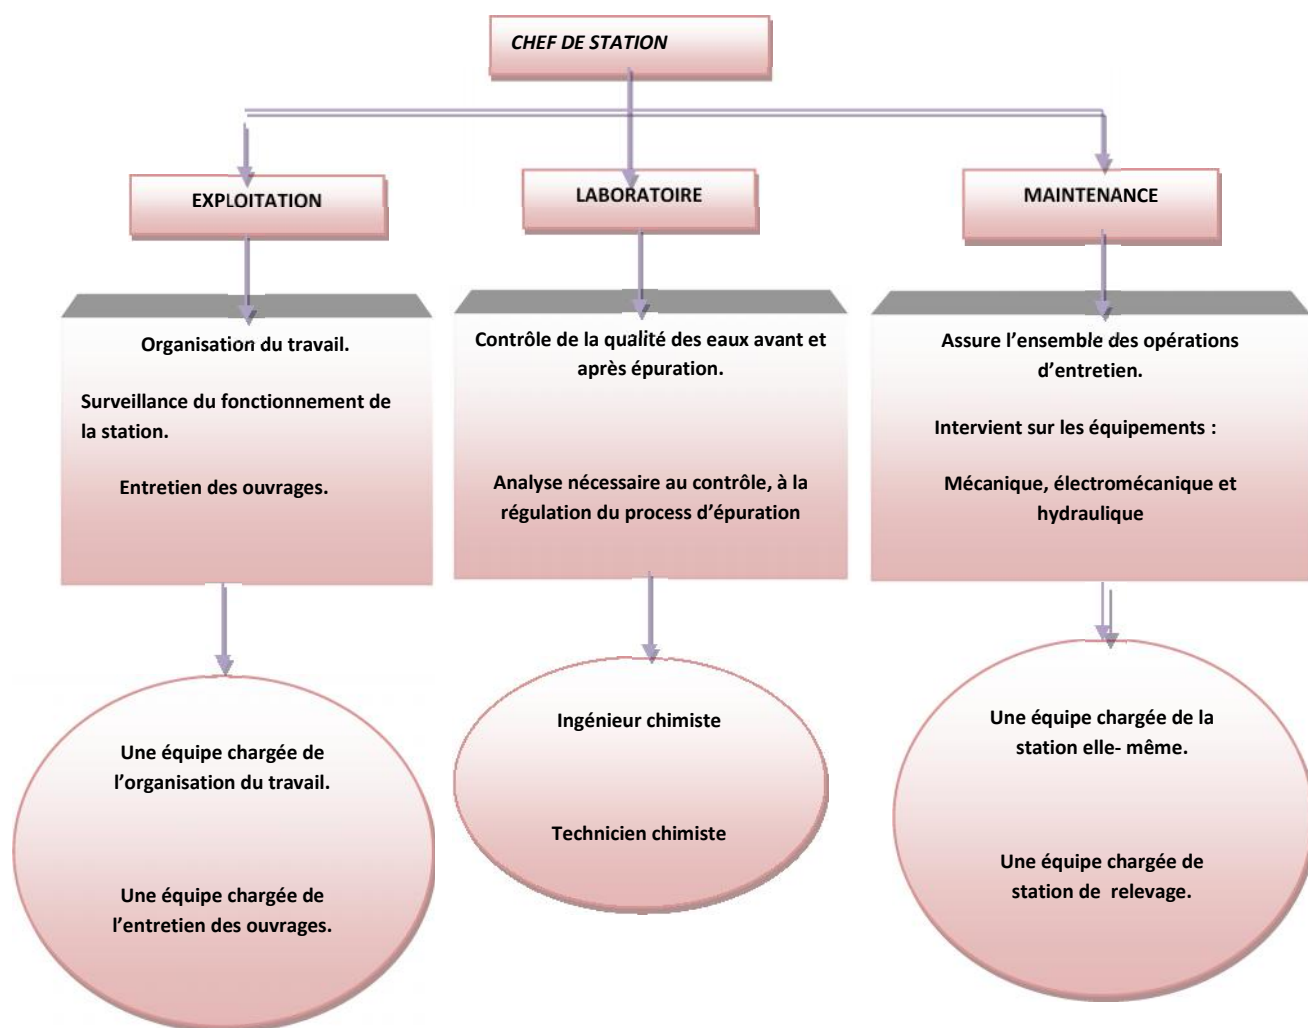 CHEF DE STATION
EXPLOITATION
LABORATOIRE
MAINTENANCE
Organisation du travail.
Surveillance du fonctionnement de
la station.
Entretien des ouvrages.
Contrôle de la qualité des eaux avant et
après épuration.
Analyse nécessaire au contrôle, à la
régulation du process d'épuration
Assure l'ensemble des opérations
d'entretien.
Intervient sur les équipements :
Mécanique, électromécanique et
hydraulique
Une équipe chargée de
l'organisation du travail.
Une équipe chargée de
l'entretien des ouvrages.
Ingénieur chimiste
Technicien chimiste
Une équipe chargée de la
station elle- même.
Une équipe chargée de
station de  relevage.